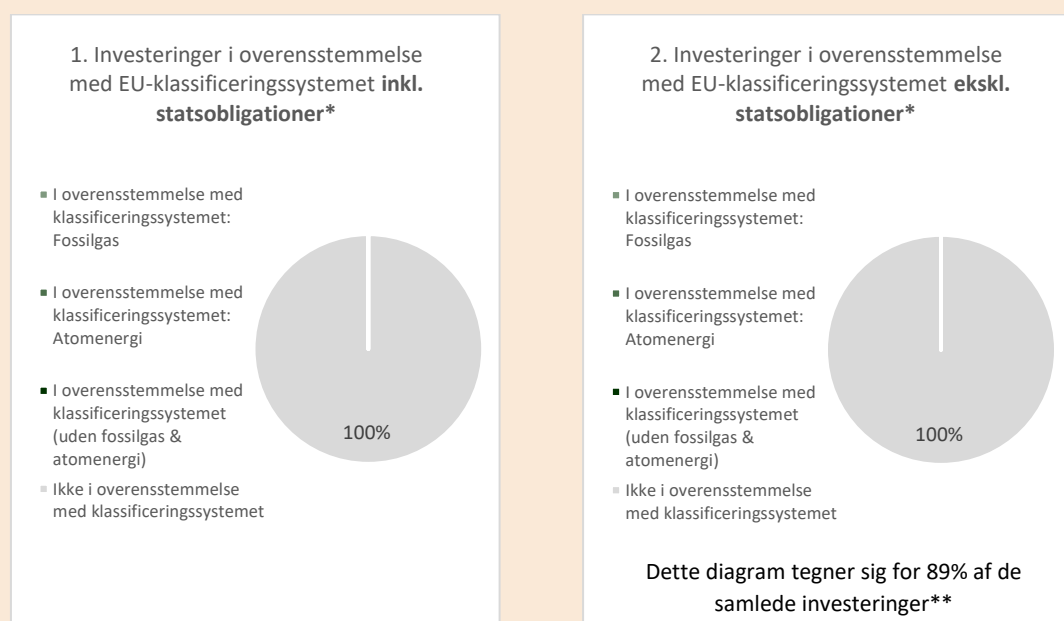 1. Investeringer i overensstemmelse
med EU-klassificeringssystemet inkl.
statsobligationer*
I overensstemmelse med
klassificeringssystemet:
Fossilgas
I overensstemmelse med
klassificeringssystemet:
Atomenergi
I overensstemmelse med
klassificeringssystemet
(uden fossilgas &
atomenergi)
Ikke i overensstemmelse
med klassificeringssystemet
100%
2. Investeringer i overensstemmelse
med EU-klassificeringssystemet ekskl.
statsobligationer*
I overensstemmelse med
klassificeringssystemet:
Fossilgas
I overensstemmelse med
klassificeringssystemet:
Atomenergi
I overensstemmelse med
klassificeringssystemet
(uden fossilgas &
atomenergi)
Ikke i overensstemmelse
med klassificeringssystemet
100%
Dette diagram tegner sig for 89% af de
samlede investeringer**